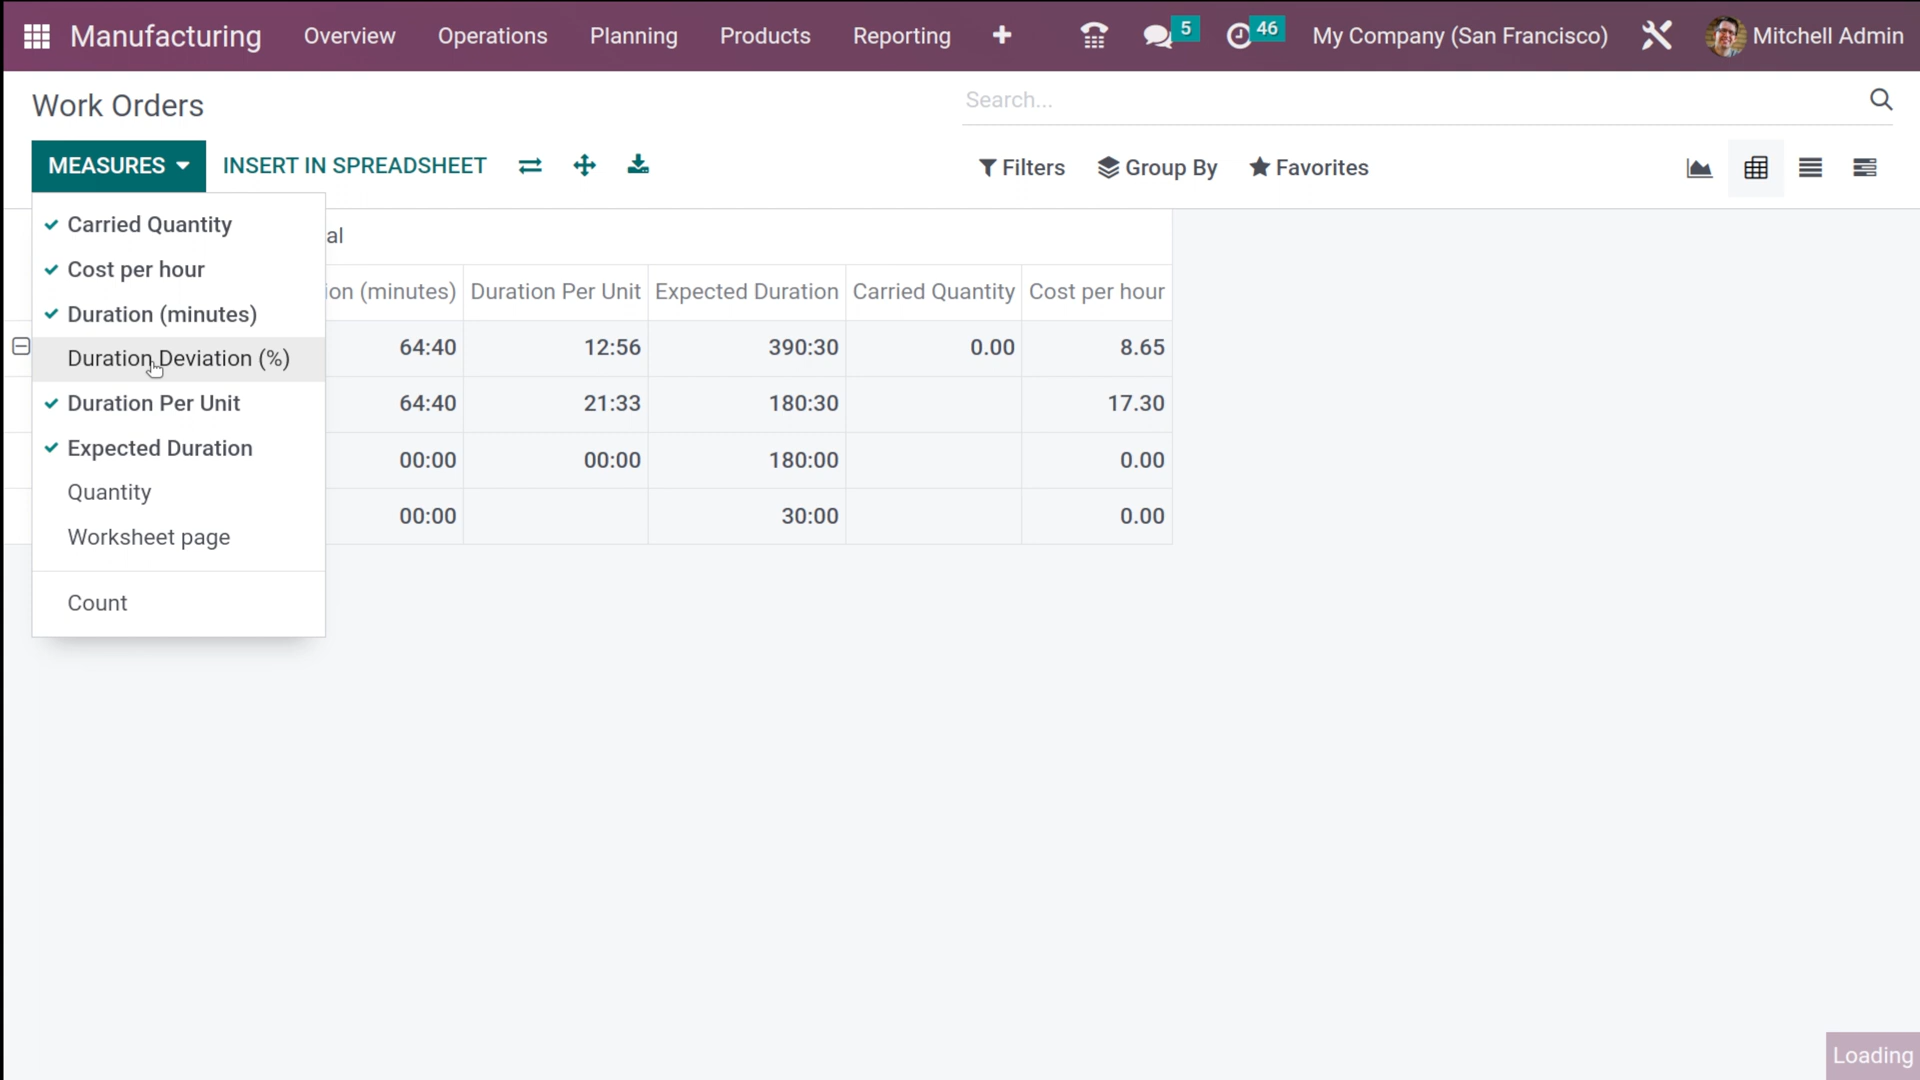 Manufacturing Overview Operations Planning Products Reporting 5 46 My Company (San Francisco) Mitchell Admin
Work Orders
Search...
MEASURES INSERT IN SPREADSHEET Filters Group By Favorites
Carried Quantity
Cost per hour
Duration (minutes)
Duration Deviation (%)
Duration Per Unit
Expected Duration
Quantity
Worksheet page
Count
al
ion (minutes) Duration Per Unit Expected Duration Carried Quantity Cost per hour
64:40 12:56 390:30 0.00 8.65
64:40 21:33 180:30 17.30
00:00 00:00 180:00 0.00
00:00 30:00 0.00
Loading